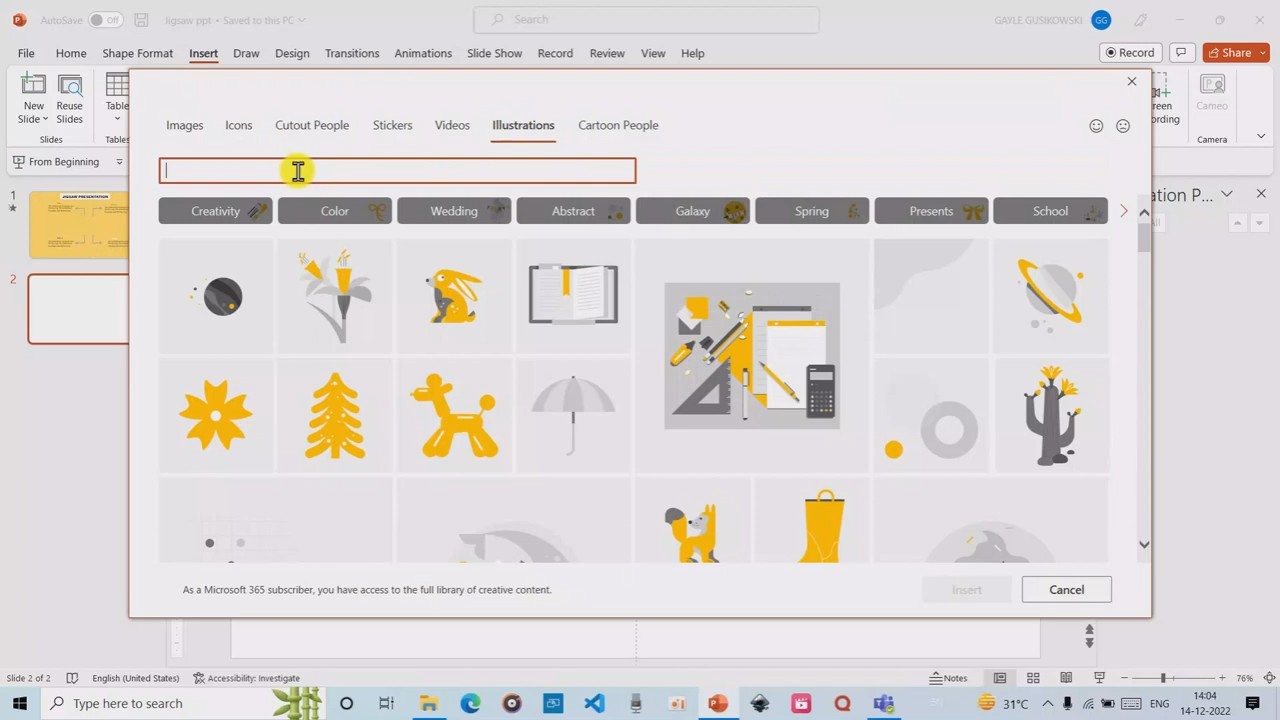 AutoSave Off jigsaw ppt - Saved to this PC Search GAYLE GUSIKOWSKI GG
File Home Shape Format Insert Draw Design Transitions Animations Slide Show Record Review View Help Record Share
New Slide Reuse Slides Table Cameo
Slides Tables Camera
From Beginning
Images Icons Cutout People Stickers Videos Illustrations Cartoon People
Creativity Color Wedding Abstract Galaxy Spring Presents School
1 JIGSAW PRESENTATION
2
As a Microsoft 365 subscriber, you have access to the full library of creative content. Insert Cancel
Slide 2 of 2 English (United States) Accessibility: Investigate Notes 76%
Type here to search 31°C ENG 14:04
14-12-2022